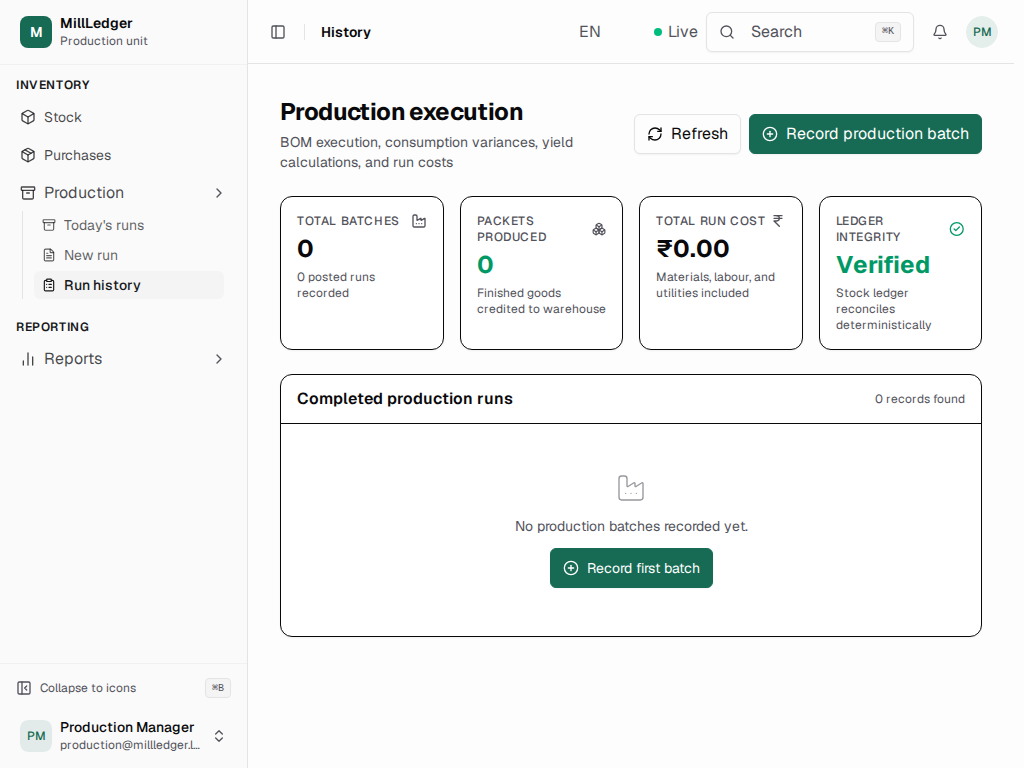 M
MillLedger
Production unit
INVENTORY
Stock
Purchases
Production
Today's runs
New run
Run history
REPORTING
Reports
Collapse to icons
⌘B
PM
Production Manager
production@millledger.l...
History
EN
Live
Search
⌘K
PM
Production execution
BOM execution, consumption variances, yield
calculations, and run costs
Refresh
Record production batch
TOTAL BATCHES
0
0 posted runs
recorded
PACKETS
PRODUCED
0
Finished goods
credited to warehouse
TOTAL RUN COST ₹
₹0.00
Materials, labour, and
utilities included
LEDGER
INTEGRITY
Verified
Stock ledger
reconciles
deterministically
Completed production runs
0 records found
No production batches recorded yet.
Record first batch